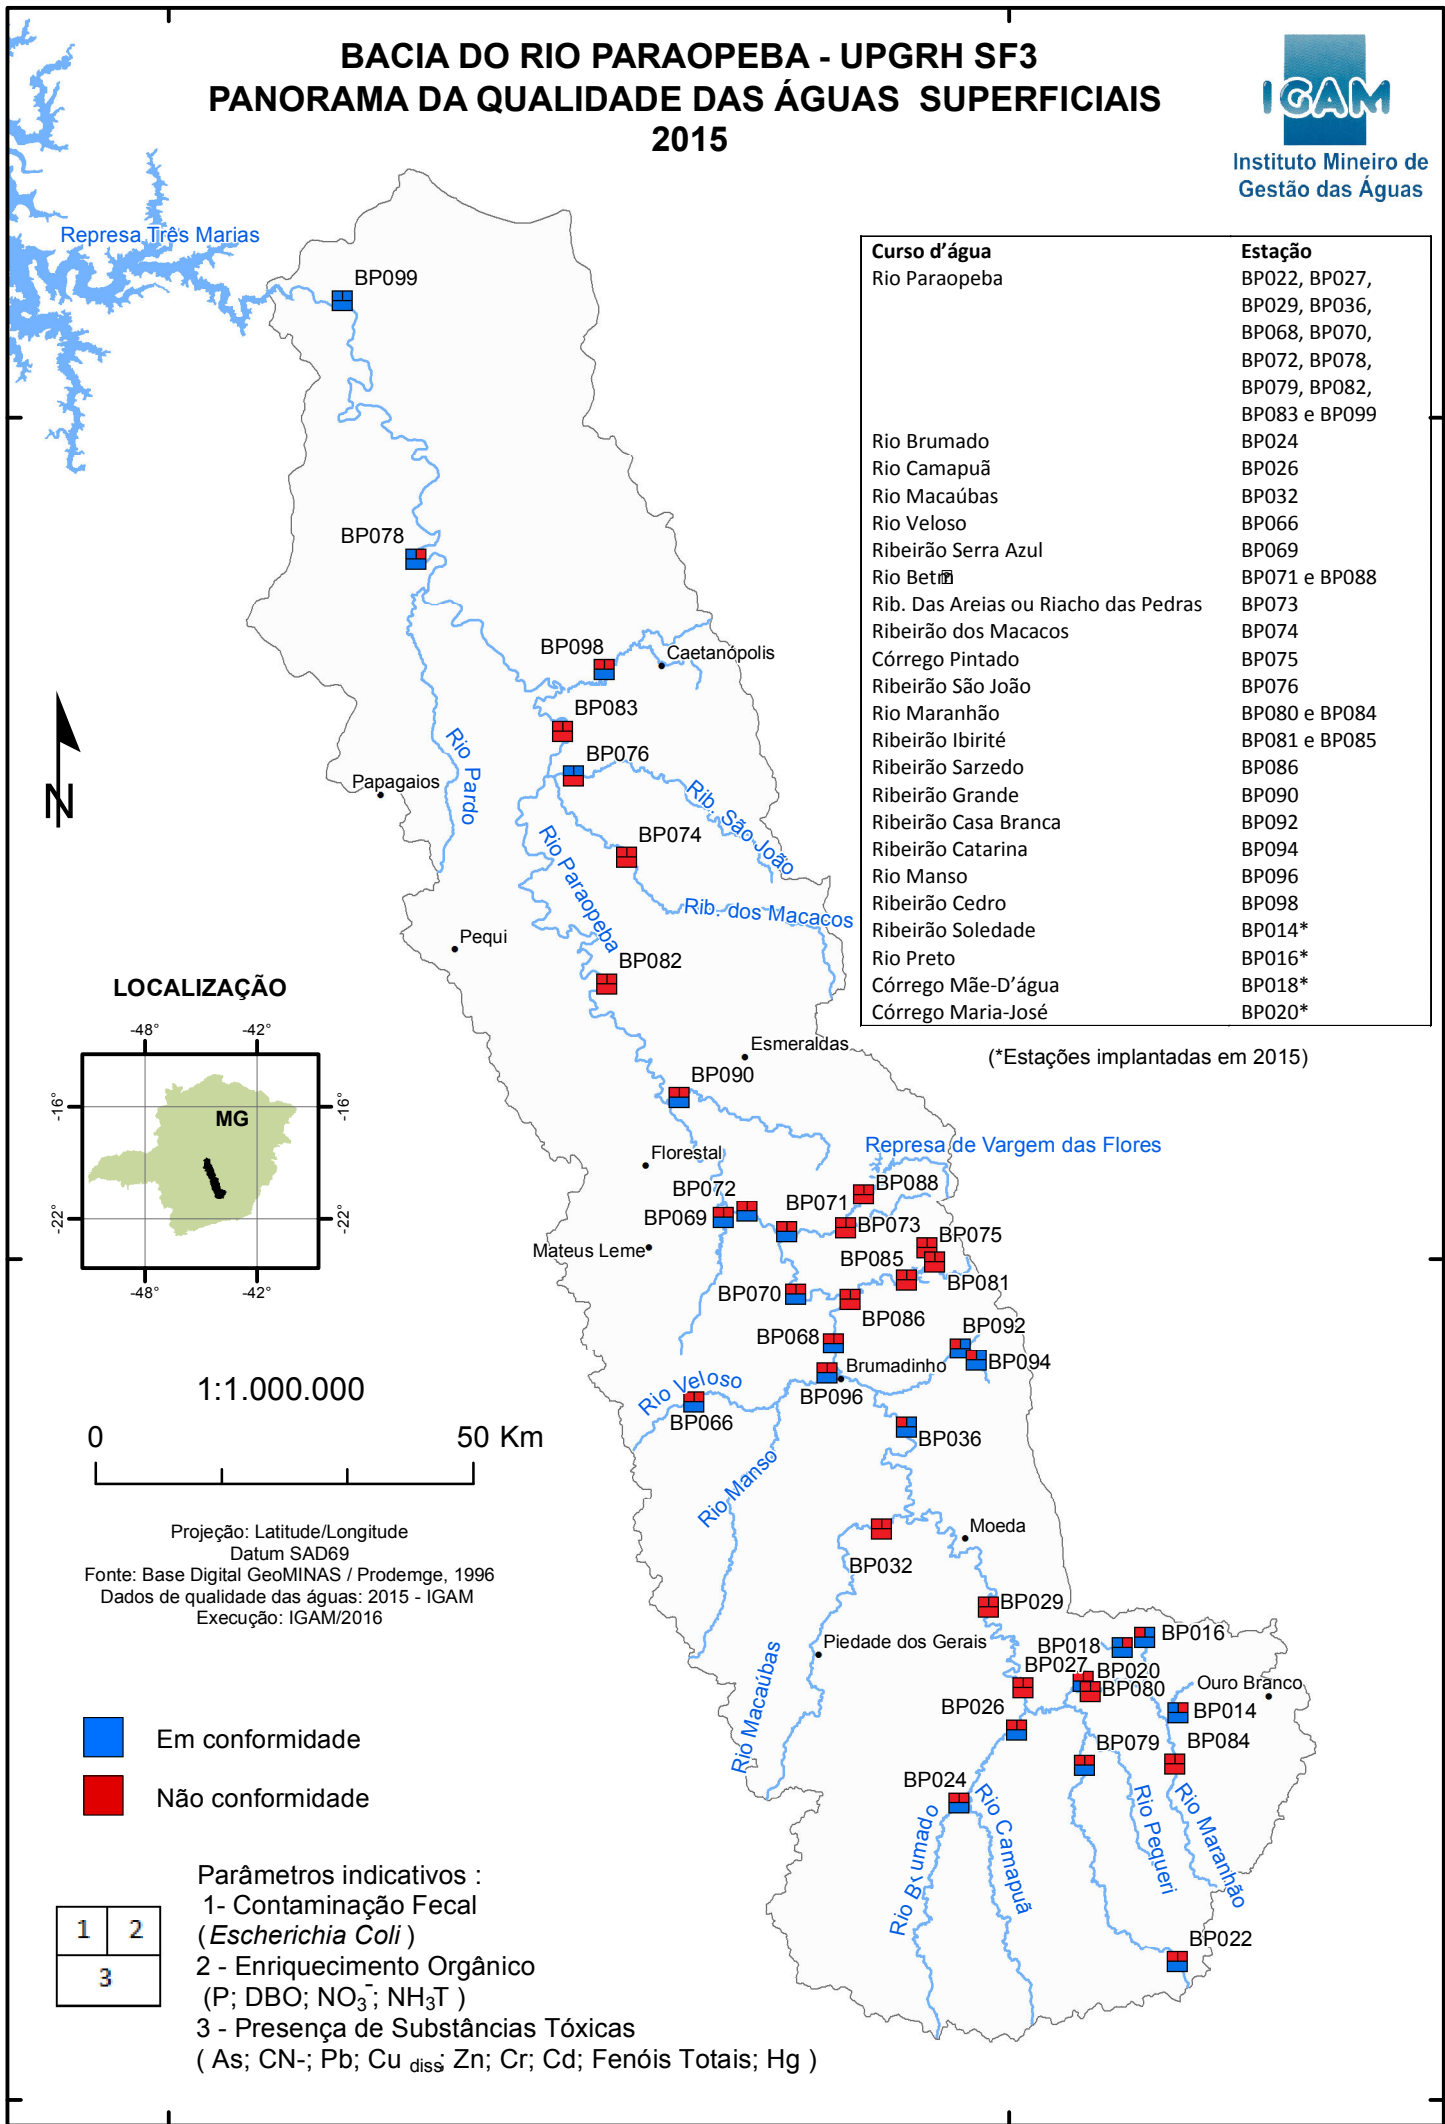 BACIA DO RIO PARAOPEBA - UPGRH SF3
PANORAMA DA QUALIDADE DAS ÁGUAS SUPERFICIAIS
2015
IGAM
Instituto Mineiro de
Gestão das Águas
Curso d'água Estação
Rio Paraopeba BP022, BP027,
BP029, BP036,
BP068, BP070,
BP072, BP078,
BP079, BP082,
BP083 e BP099
Rio Brumado BP024
Rio Camapuã BP026
Rio Macaúbas BP032
Rio Veloso BP066
Ribeirão Serra Azul BP069
Rio BP071 e BP088
Rib. Das Areias ou Riacho das Pedras BP073
Ribeirão dos Macacos BP074
Córrego Pintado BP075
Ribeirão São João BP076
Rio Maranhão BP080 e BP084
Ribeirão Ibirité BP081 e BP085
Ribeirão Sarzedo BP086
Ribeirão Grande BP090
Ribeirão Casa Branca BP092
Ribeirão Catarina BP094
Rio Manso BP096
Ribeirão Cedro BP098
Ribeirão Soledade BP014*
Rio Preto BP016*
Córrego Mãe-D'água BP018*
Córrego Maria-José BP020*
(*Estações implantadas em 2015)
Represa Três Marias
BP099
BP078
BP098
Caetanópolis
BP083
BP076
Rio Pardo
Papagaios
Rib. São João
BP074
Rio Paraopeba
Rib. dos Macacos
Pequi
BP082
Esmeraldas
BP090
Represa de Vargem das Flores
Florestal
BP088
BP072
BP071
BP069
BP073
BP075
Mateus Leme
BP085
BP081
BP070
BP086
BP068
BP092
BP094
Brumadinho
BP096
Rio Veloso
BP066
BP036
Rio Manso
Moeda
BP032
BP029
BP016
BP018
Piedade dos Gerais
BP027
BP020
BP080
Ouro Branco
BP026
BP014
Rio Macaúbas
BP079
BP084
BP024
Rio Brumado
Rio Camapuã
Rio Pequeri
Rio Maranhão
BP022
N
LOCALIZAÇÃO
-48° -42°
-16° -16°
MG
-22° -22°
-48° -42°
1:1.000.000
0 50 Km
Projeção: Latitude/Longitude
Datum SAD69
Fonte: Base Digital GeoMINAS / Prodemge, 1996
Dados de qualidade das águas: 2015 - IGAM
Execução: IGAM/2016
Em conformidade
Não conformidade
Parâmetros indicativos :
1- Contaminação Fecal
(Escherichia Coli )
2 - Enriquecimento Orgânico
(P; DBO; NO₃⁻; NH₃T )
3 - Presença de Substâncias Tóxicas
( As; CN-; Pb; Cu diss; Zn; Cr; Cd; Fenóis Totais; Hg )
1 2
3